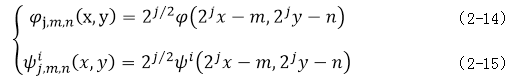 φ_{j,m,n}(x,y) = 2^{j/2}φ(2^j x − m, 2^j y − n) (2-14)
ψ^i_{j,m,n}(x, y) = 2^{j/2}ψ^i(2^j x − m, 2^j y − n) (2-15)